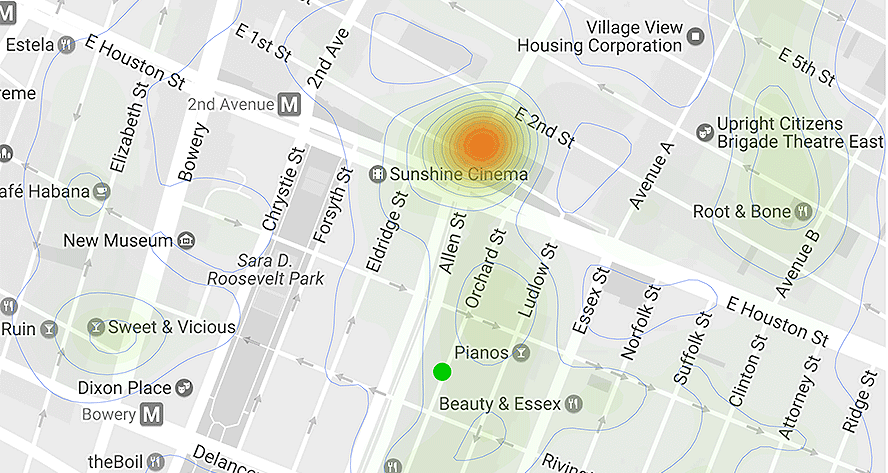 M
Estela
E Houston St
E 1st St
2nd Ave
Village View
Housing Corporation
E 5th St
reme
2nd Avenue M
Elizabeth St
Bowery
E 2nd St
Upright Citizens
Brigade Theatre East
Avenue A
Chrystie St
Forsyth St
Sunshine Cinema
afé Habana
Eldridge St
Allen St
Root & Bone
New Museum
Sara D.
Roosevelt Park
Orchard St
Ludlow St
Avenue B
Essex St
Norfolk St
E Houston St
Ruin
Sweet & Vicious
Suffolk St
Pianos
Clinton St
Attorney St
Ridge St
Dixon Place
Bowery M
Beauty & Essex
theBoil
Delanc
Riving